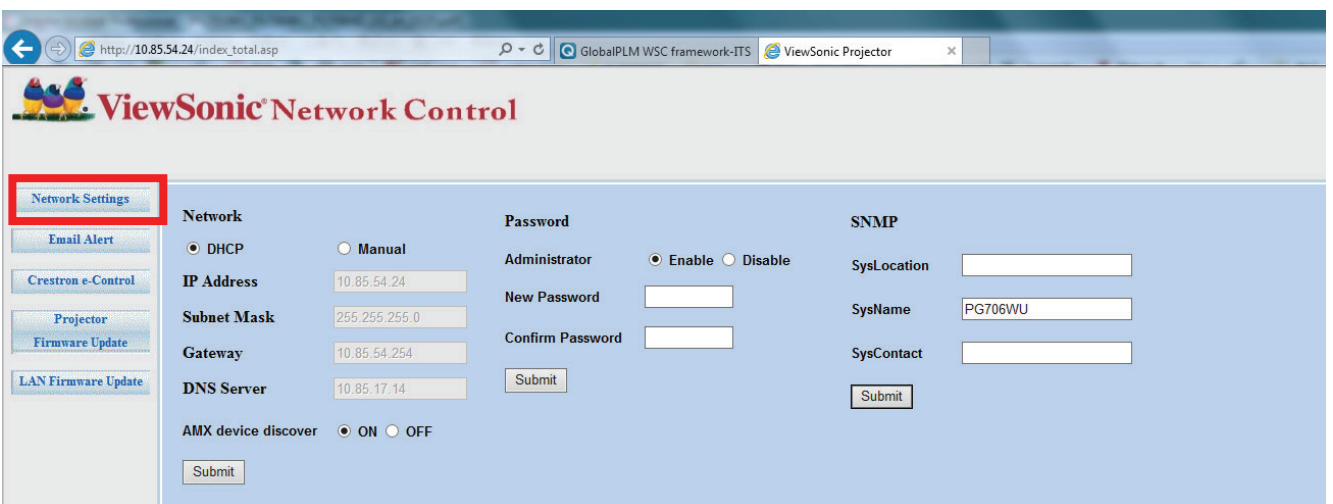 http://10.85.54.24/index_total.asp
GlobalPLM WSC framework-ITS
ViewSonic Projector
ViewSonic® Network Control
Network Settings
Email Alert
Crestron e-Control
Projector
Firmware Update
LAN Firmware Update
Network
DHCP Manual
IP Address 10.85.54.24
Subnet Mask 255.255.255.0
Gateway 10.85.54.254
DNS Server 10.85.17.14
AMX device discover ON OFF
Submit
Password
Administrator Enable Disable
New Password
Confirm Password
Submit
SNMP
SysLocation
SysName PG706WU
SysContact
Submit